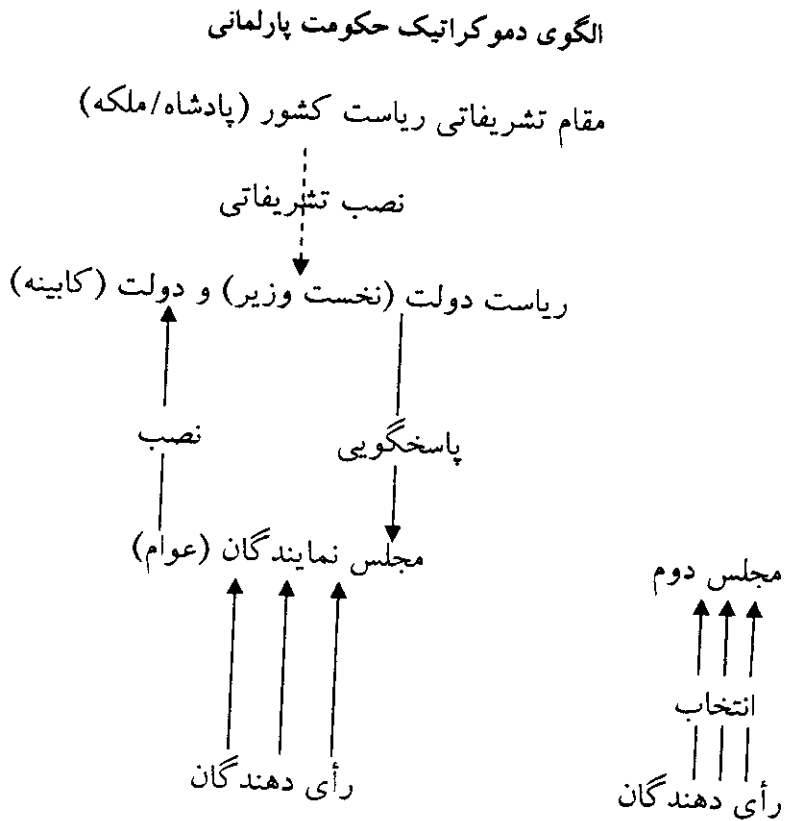 الگوی دموکراتیک حکومت پارلمانی
مقام تشریفاتی ریاست کشور (پادشاه/ملکه)
نصب تشریفاتی
ریاست دولت (نخست وزیر) و دولت (کابینه)
نصب
پاسخگویی
مجلس نمایندگان (عوام)
مجلس دوم
انتخاب
رأی دهندگان
رأی دهندگان